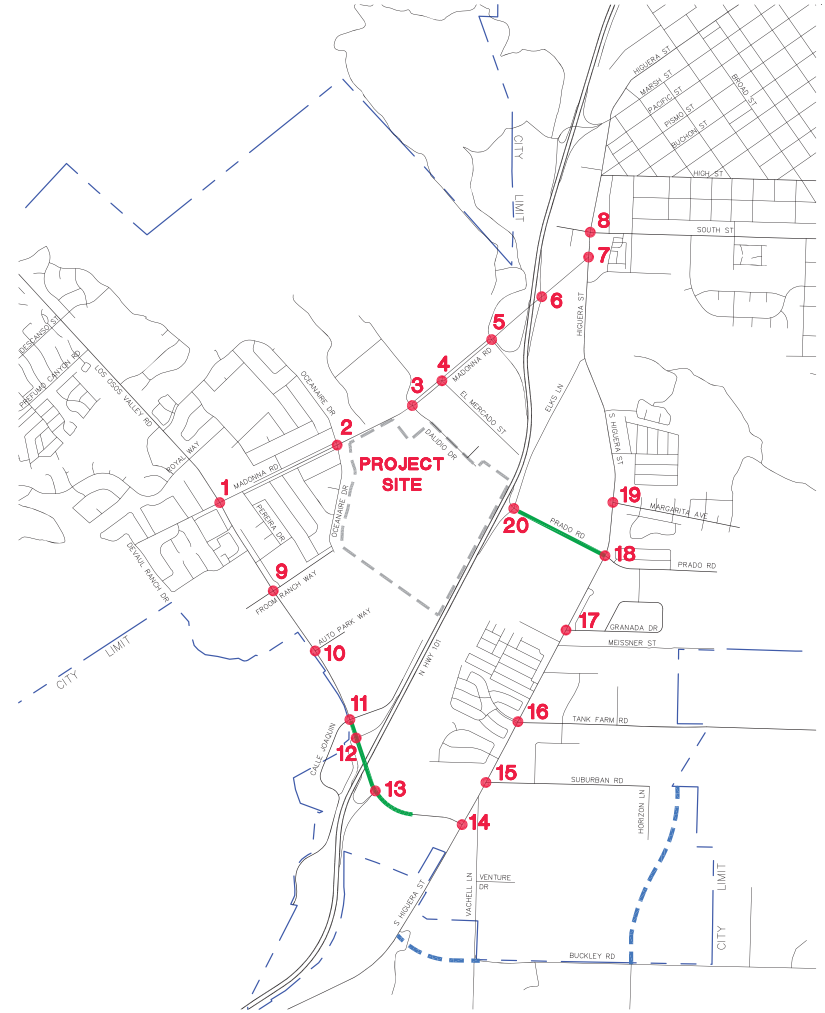 HIGUERA ST
MARSH ST
PACIFIC ST
PISMO ST
BUCHON ST
BROAD ST
CITY
LIMIT
HIGH ST
8
SOUTH ST
7
6
HIGUERA ST
5
DESCANSO ST
PREFUMO CANYON RD
LOS OSOS VALLEY RD
OCEANAIRE DR
4
MADONNA RD
3
EL MERCADO ST
ELKS LN
2
DALIDIO DR
S HIGUERA ST
ROYAL WAY
MADONNA RD
PROJECT
SITE
1
PEREIRA DR
OCEANAIRE DR
19
MARGARITA AVE
20
PRADO RD
18
PRADO RD
DEVAUL RANCH DR
9
FROOM RANCH WAY
AUTO PARK WAY
10
17
GRANADA DR
MEISSNER ST
N HWY 101
CITY
LIMIT
11
16
TANK FARM RD
CALLE JOAQUIN
12
13
15
SUBURBAN RD
HORIZON LN
14
S HIGUERA ST
VACHELL LN
VENTURE
DR
CITY
LIMIT
BUCKLEY RD